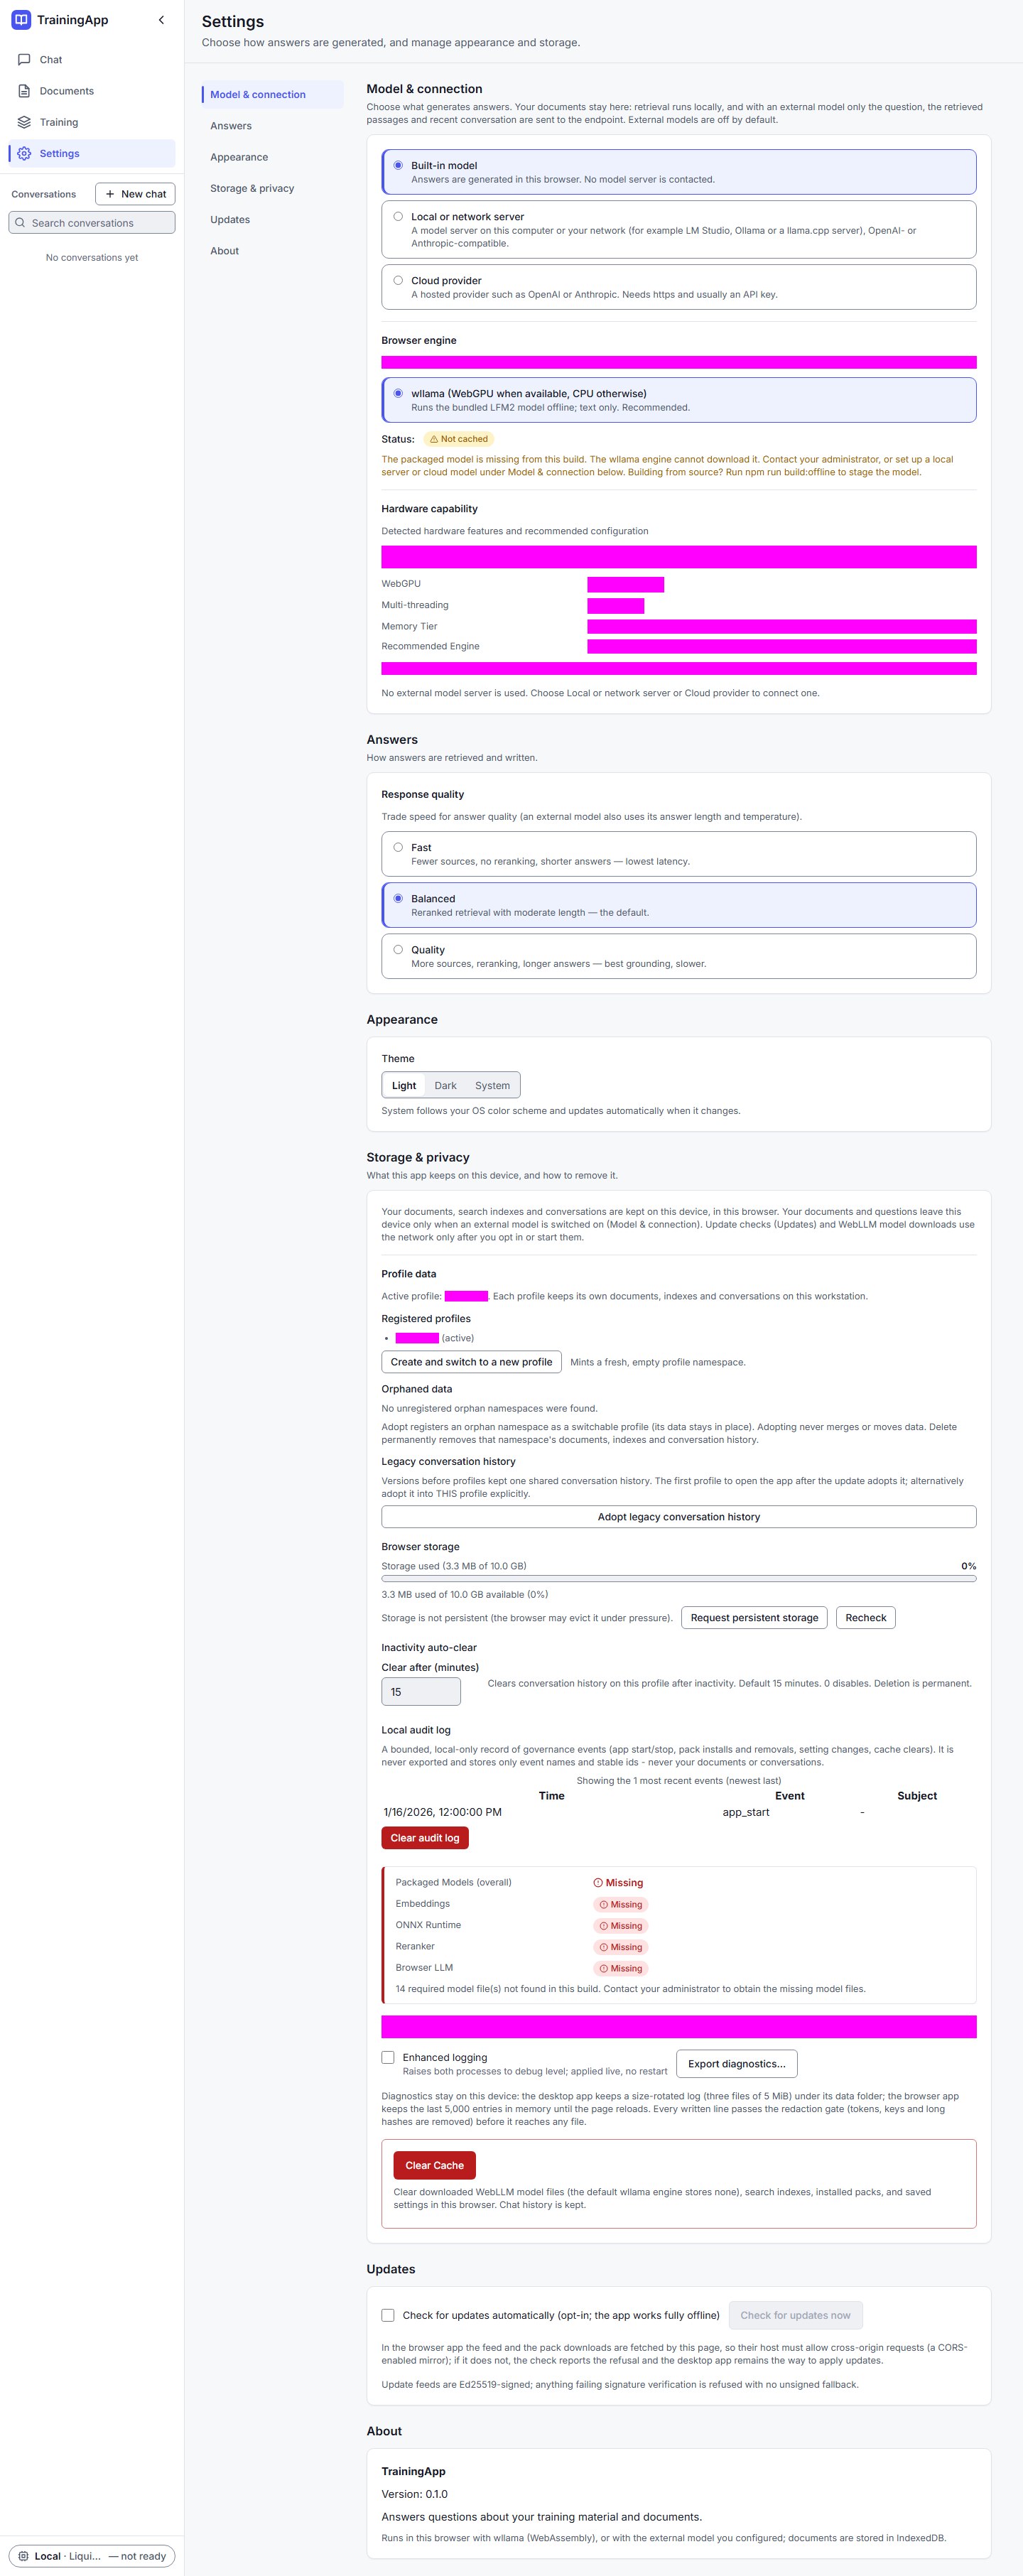 TrainingApp
Chat
Documents
Training
Settings
Conversations
New chat
Search conversations
No conversations yet
Local · Liqui... — not ready
Settings
Choose how answers are generated, and manage appearance and storage.
Model & connection
Answers
Appearance
Storage & privacy
Updates
About
Model & connection
Choose what generates answers. Your documents stay here: retrieval runs locally, and with an external model only the question, the retrieved
passages and recent conversation are sent to the endpoint. External models are off by default.
Built-in model
Answers are generated in this browser. No model server is contacted.
Local or network server
A model server on this computer or your network (for example LM Studio, Ollama or a llama.cpp server), OpenAI- or
Anthropic-compatible.
Cloud provider
A hosted provider such as OpenAI or Anthropic. Needs https and usually an API key.
Browser engine
wllama (WebGPU when available, CPU otherwise)
Runs the bundled LFM2 model offline; text only. Recommended.
Status: Not cached
The packaged model is missing from this build. The wllama engine cannot download it. Contact your administrator, or set up a local
server or cloud model under Model & connection below. Building from source? Run npm run build:offline to stage the model.
Hardware capability
Detected hardware features and recommended configuration
WebGPU
Multi-threading
Memory Tier
Recommended Engine
No external model server is used. Choose Local or network server or Cloud provider to connect one.
Answers
How answers are retrieved and written.
Response quality
Trade speed for answer quality (an external model also uses its answer length and temperature).
Fast
Fewer sources, no reranking, shorter answers — lowest latency.
Balanced
Reranked retrieval with moderate length — the default.
Quality
More sources, reranking, longer answers — best grounding, slower.
Appearance
Theme
Light Dark System
System follows your OS color scheme and updates automatically when it changes.
Storage & privacy
What this app keeps on this device, and how to remove it.
Your documents, search indexes and conversations are kept on this device, in this browser. Your documents and questions leave this
device only when an external model is switched on (Model & connection). Update checks (Updates) and WebLLM model downloads use
the network only after you opt in or start them.
Profile data
Active profile: . Each profile keeps its own documents, indexes and conversations on this workstation.
Registered profiles
• (active)
Create and switch to a new profile Mints a fresh, empty profile namespace.
Orphaned data
No unregistered orphan namespaces were found.
Adopt registers an orphan namespace as a switchable profile (its data stays in place). Adopting never merges or moves data. Delete
permanently removes that namespace's documents, indexes and conversation history.
Legacy conversation history
Versions before profiles kept one shared conversation history. The first profile to open the app after the update adopts it; alternatively
adopt it into THIS profile explicitly.
Adopt legacy conversation history
Browser storage
Storage used (3.3 MB of 10.0 GB) 0%
3.3 MB used of 10.0 GB available (0%)
Storage is not persistent (the browser may evict it under pressure). Request persistent storage Recheck
Inactivity auto-clear
Clear after (minutes)
15 Clears conversation history on this profile after inactivity. Default 15 minutes. 0 disables. Deletion is permanent.
Local audit log
A bounded, local-only record of governance events (app start/stop, pack installs and removals, setting changes, cache clears). It is
never exported and stores only event names and stable ids - never your documents or conversations.
Showing the 1 most recent events (newest last)
Time Event Subject
1/16/2026, 12:00:00 PM app_start -
Clear audit log
Packaged Models (overall) Missing
Embeddings Missing
ONNX Runtime Missing
Reranker Missing
Browser LLM Missing
14 required model file(s) not found in this build. Contact your administrator to obtain the missing model files.
Enhanced logging
Raises both processes to debug level; applied live, no restart
Export diagnostics...
Diagnostics stay on this device: the desktop app keeps a size-rotated log (three files of 5 MiB) under its data folder; the browser app
keeps the last 5,000 entries in memory until the page reloads. Every written line passes the redaction gate (tokens, keys and long
hashes are removed) before it reaches any file.
Clear Cache
Clear downloaded WebLLM model files (the default wllama engine stores none), search indexes, installed packs, and saved
settings in this browser. Chat history is kept.
Updates
Check for updates automatically (opt-in; the app works fully offline) Check for updates now
In the browser app the feed and the pack downloads are fetched by this page, so their host must allow cross-origin requests (a CORS-
enabled mirror); if it does not, the check reports the refusal and the desktop app remains the way to apply updates.
Update feeds are Ed25519-signed; anything failing signature verification is refused with no unsigned fallback.
About
TrainingApp
Version: 0.1.0
Answers questions about your training material and documents.
Runs in this browser with wllama (WebAssembly), or with the external model you configured; documents are stored in IndexedDB.